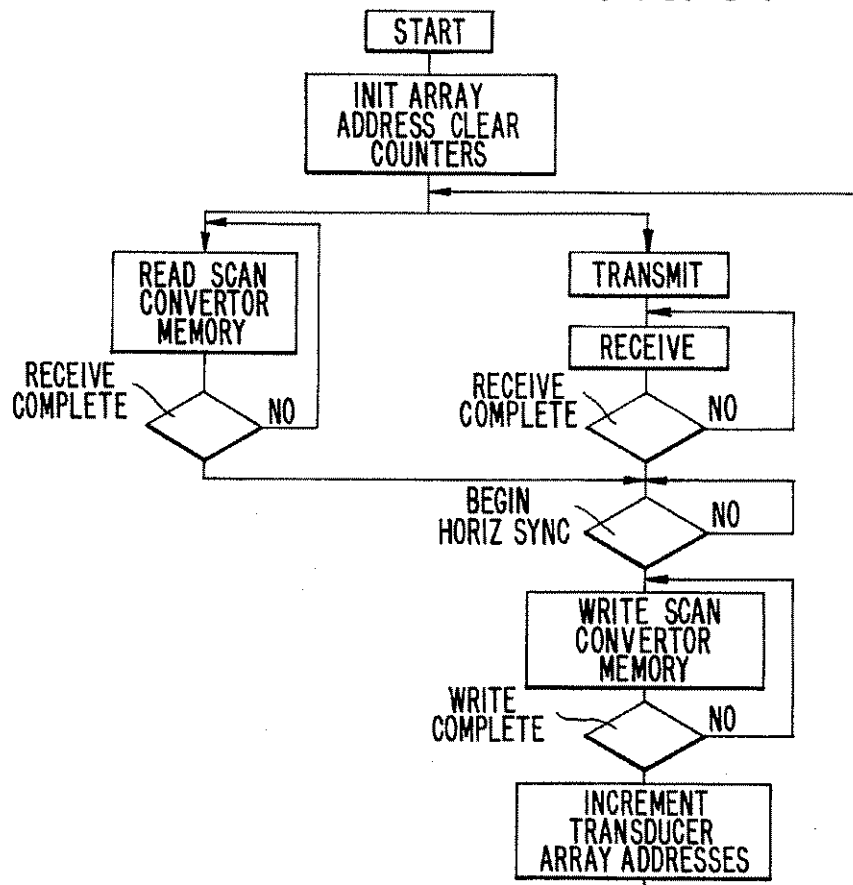 START
INIT ARRAY
ADDRESS CLEAR
COUNTERS
READ SCAN
CONVERTOR
MEMORY
RECEIVE
COMPLETE
NO
TRANSMIT
RECEIVE
RECEIVE
COMPLETE
NO
BEGIN
HORIZ SYNC
NO
WRITE SCAN
CONVERTOR
MEMORY
WRITE
COMPLETE
NO
INCREMENT
TRANSDUCER
ARRAY ADDRESSES